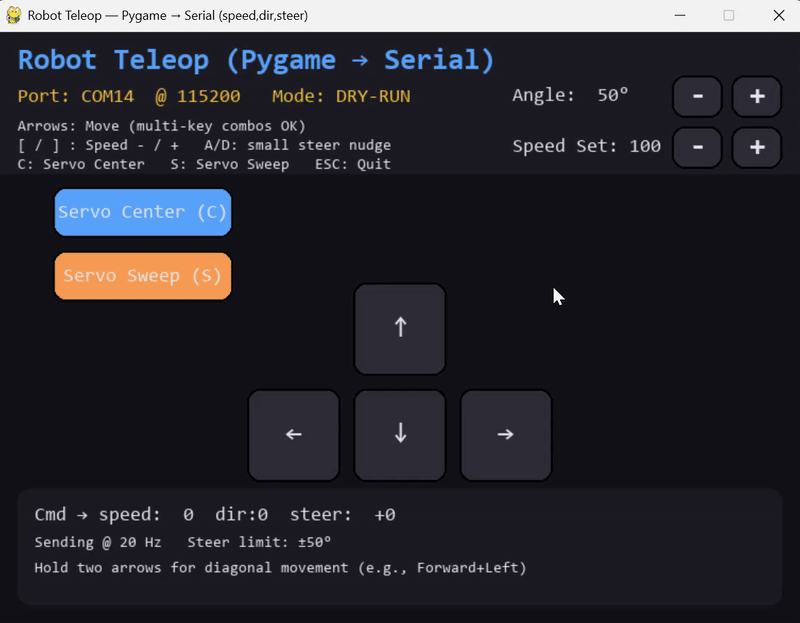 Robot Teleop — Pygame → Serial (speed,dir,steer)
Robot Teleop (Pygame → Serial)
Port: COM14  @ 115200   Mode: DRY-RUN
Angle:  50°  -  +
Arrows: Move (multi-key combos OK)
[ / ] : Speed - / +   A/D: small steer nudge
C: Servo Center   S: Servo Sweep   ESC: Quit
Speed Set: 100  -  +
Servo Center (C)
Servo Sweep (S)
↑
← ↓ →
Cmd → speed:  0  dir:0  steer:  +0
Sending @ 20 Hz   Steer limit: ±50°
Hold two arrows for diagonal movement (e.g., Forward+Left)